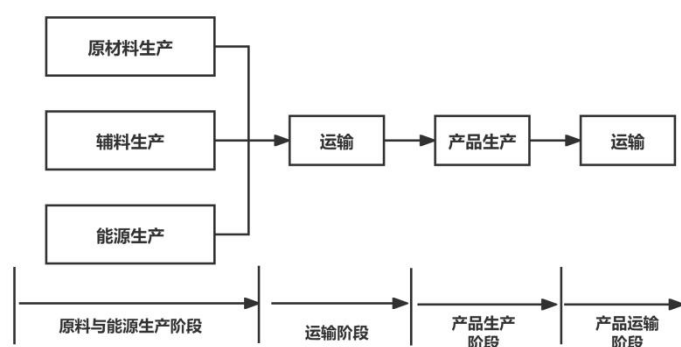 原材料生产
辅料生产
运输
产品生产
运输
能源生产
原料与能源生产阶段
运输阶段
产品生产
阶段
产品运输
阶段